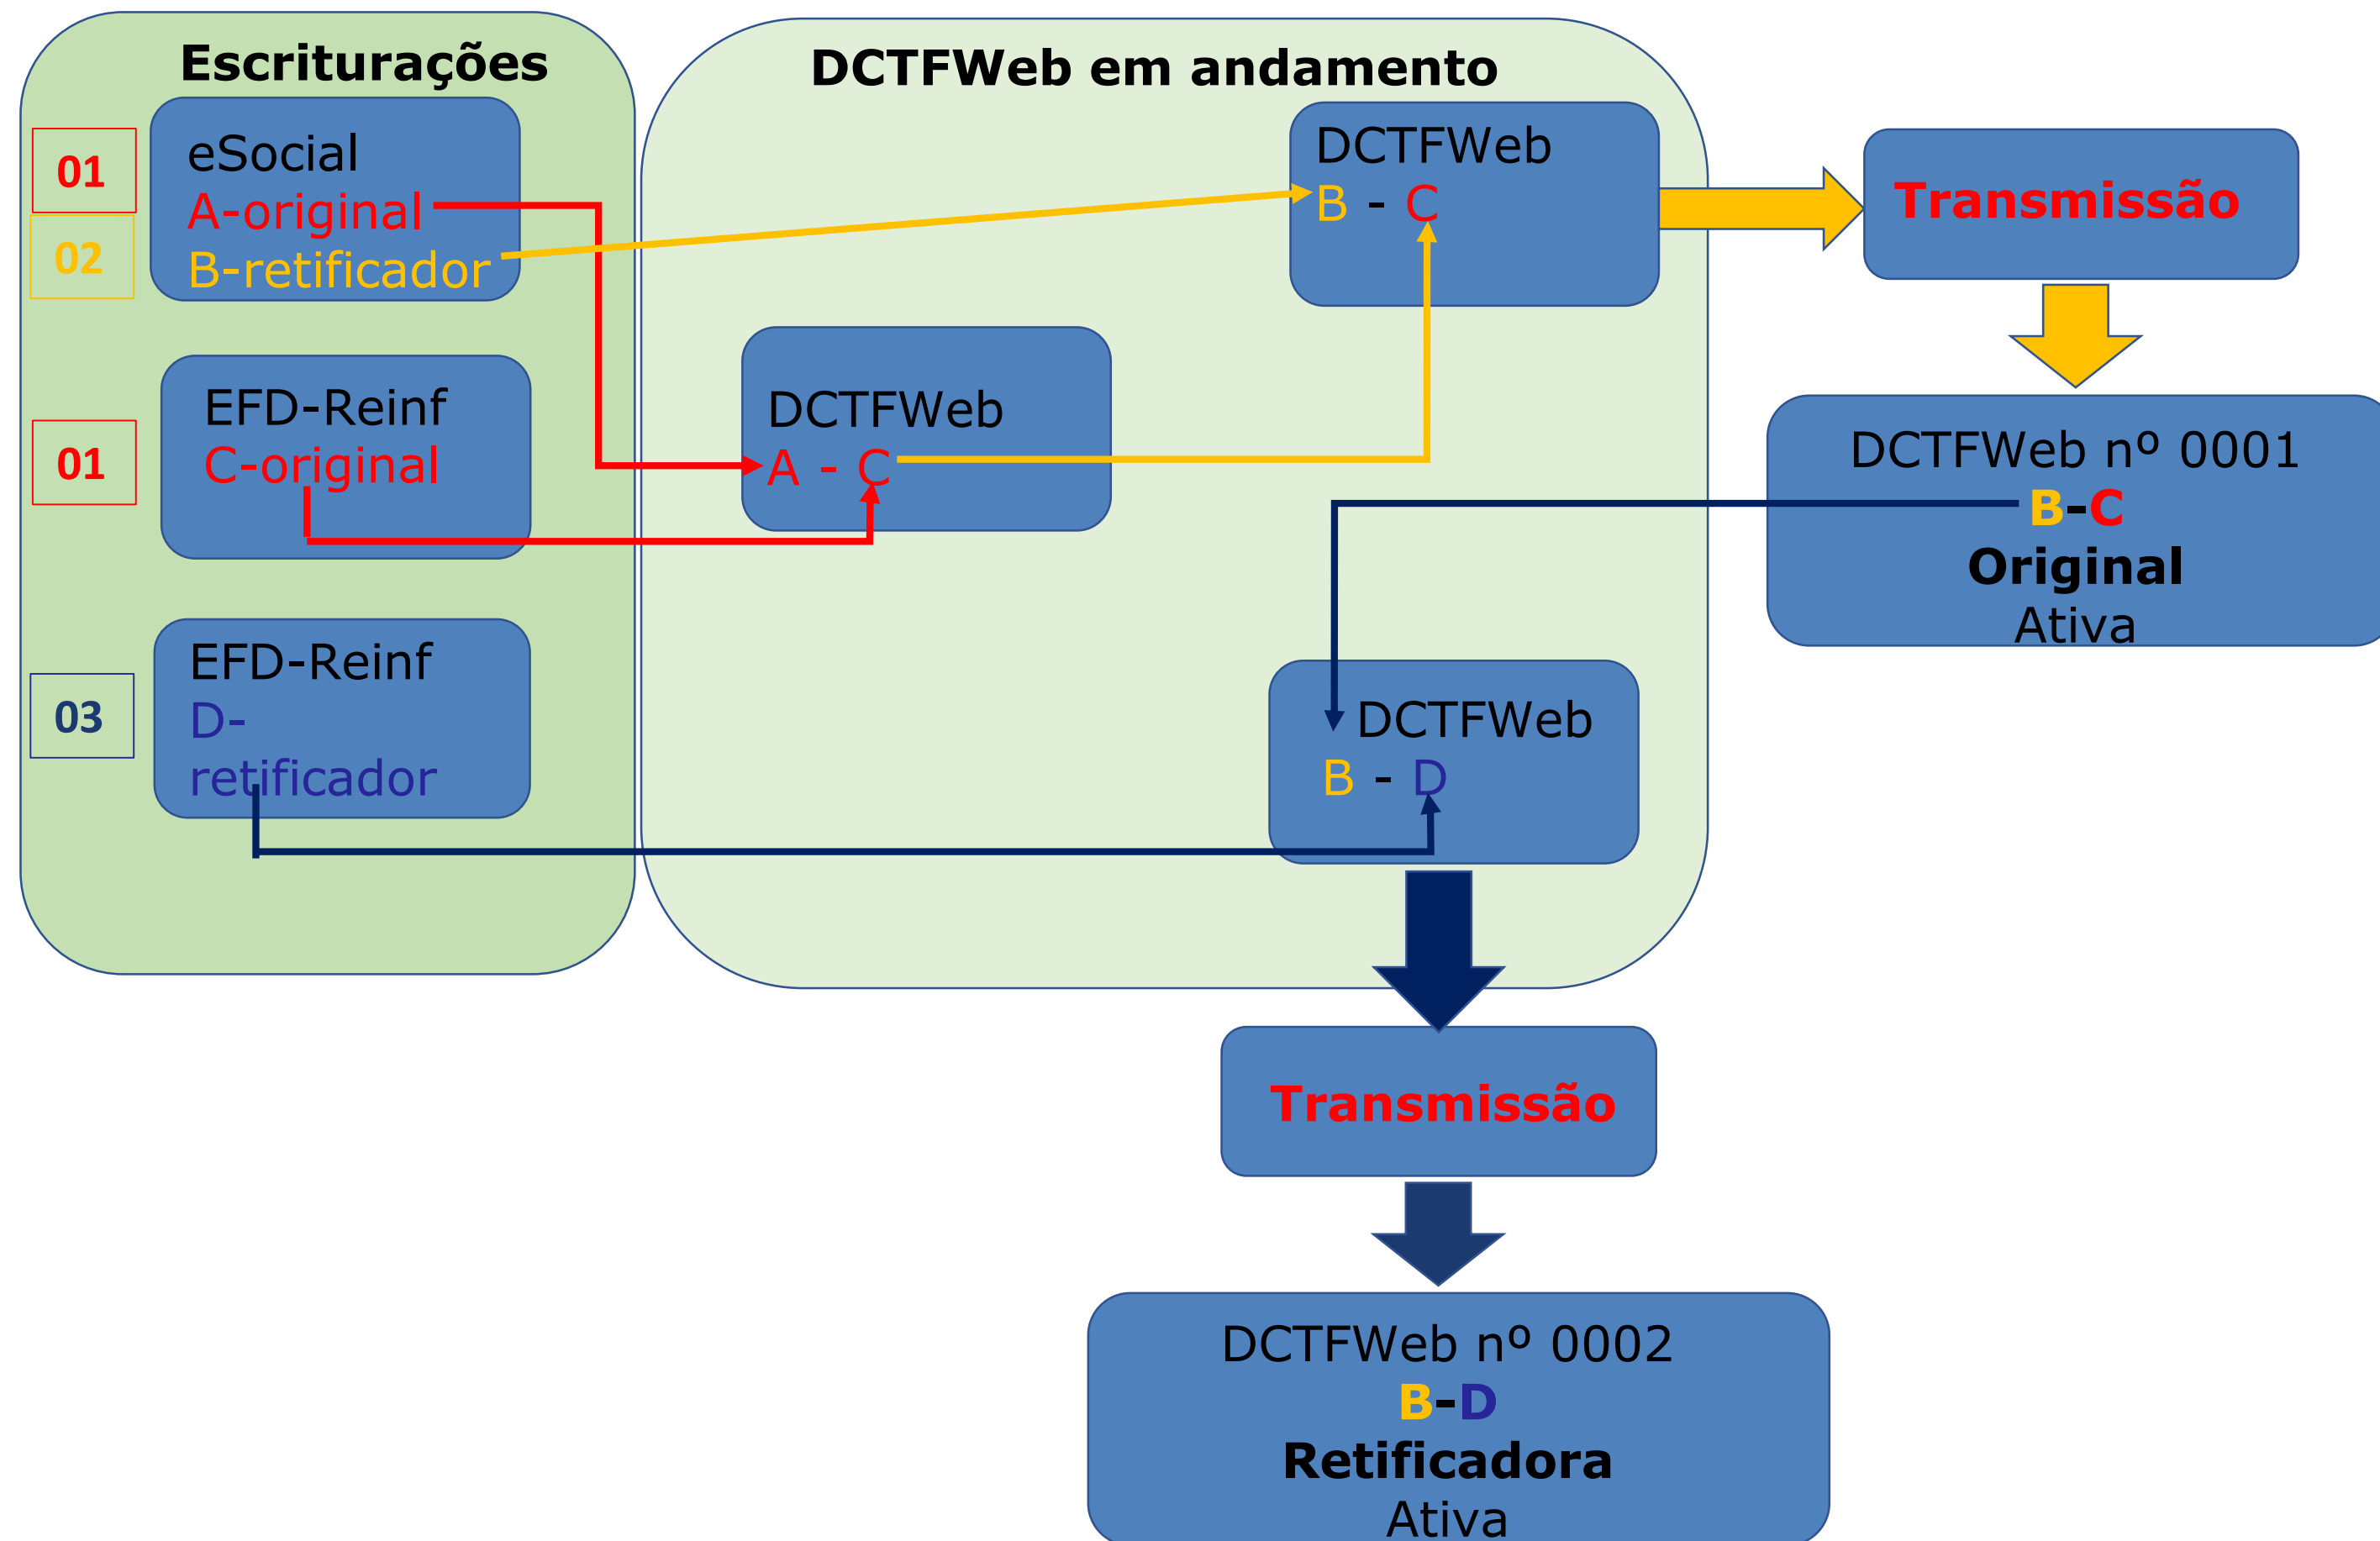 Escriturações
01
02
eSocial
A-original
B-retificador
01
EFD-Reinf
C-original
03
EFD-Reinf
D-
retificador
DCTFWeb em andamento
DCTFWeb
A - C
DCTFWeb
B - C
Transmissão
DCTFWeb nº 0001
B-C
Original
Ativa
DCTFWeb
B - D
Transmissão
DCTFWeb nº 0002
B-D
Retificadora
Ativa